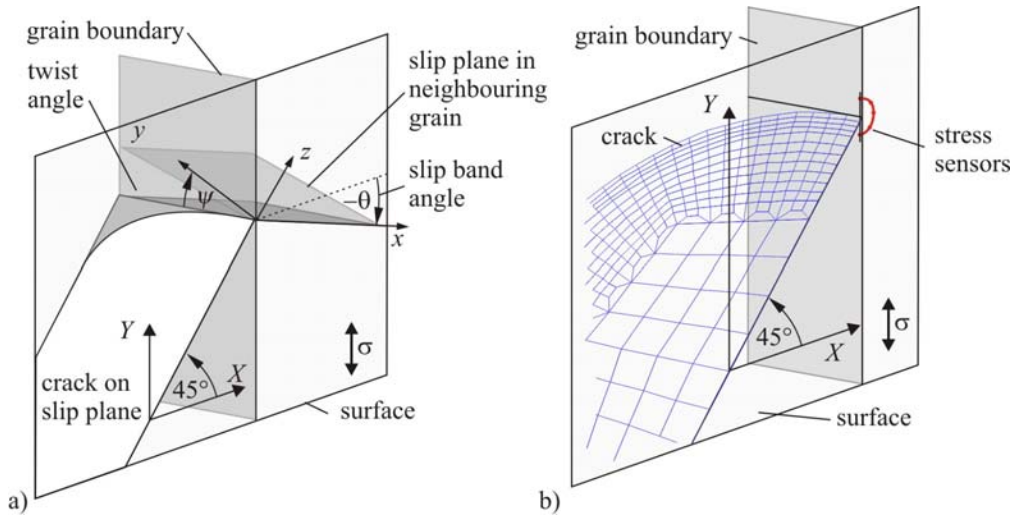 grain boundary
twist
angle
y
z
ψ
slip plane in
neighbouring
grain
slip band
angle
–θ
x
Y
X
45°
σ
crack on
slip plane
surface
a)
grain boundary
Y
crack
stress
sensors
45°
X
σ
surface
b)